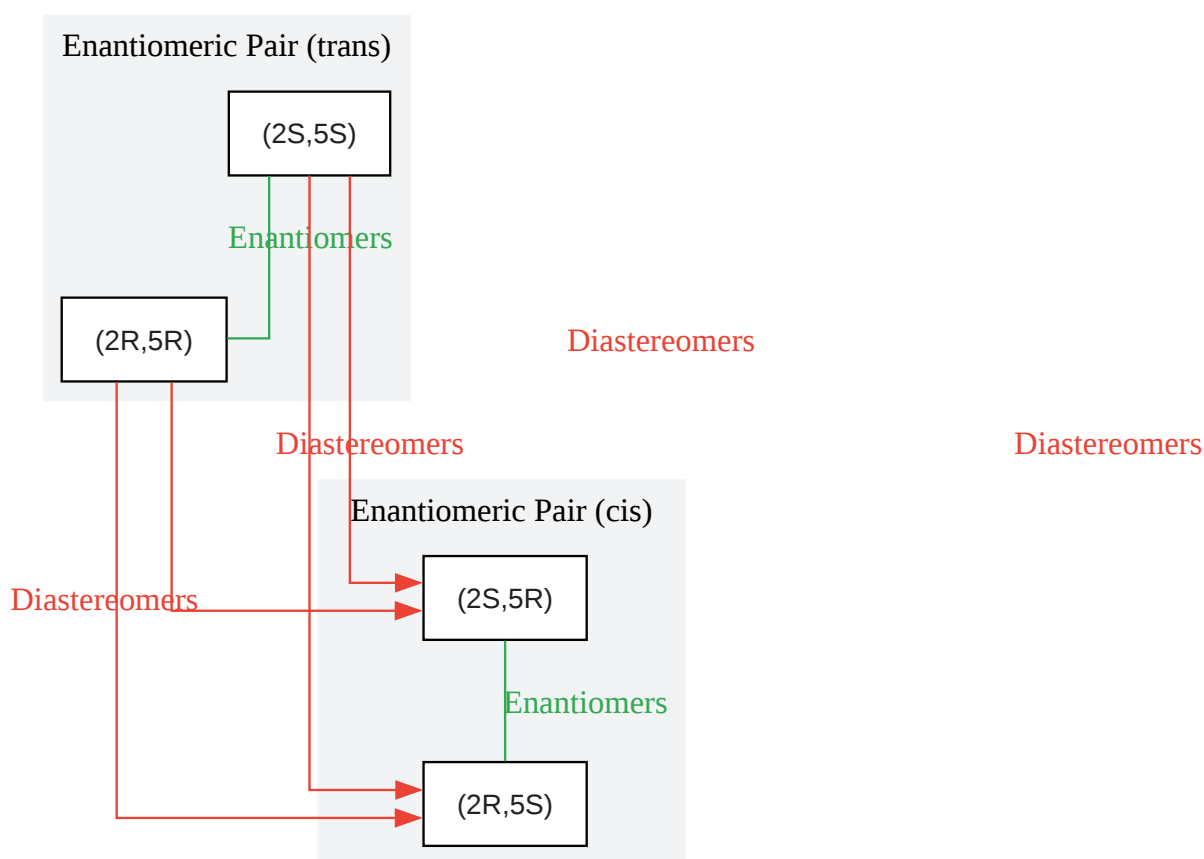 Enantiomeric Pair (trans)
(2S,5S)
Enantiomers
(2R,5R)
Diastereomers
Diastereomers
Diastereomers
Enantiomeric Pair (cis)
(2S,5R)
Diastereomers
Enantiomers
(2R,5S)